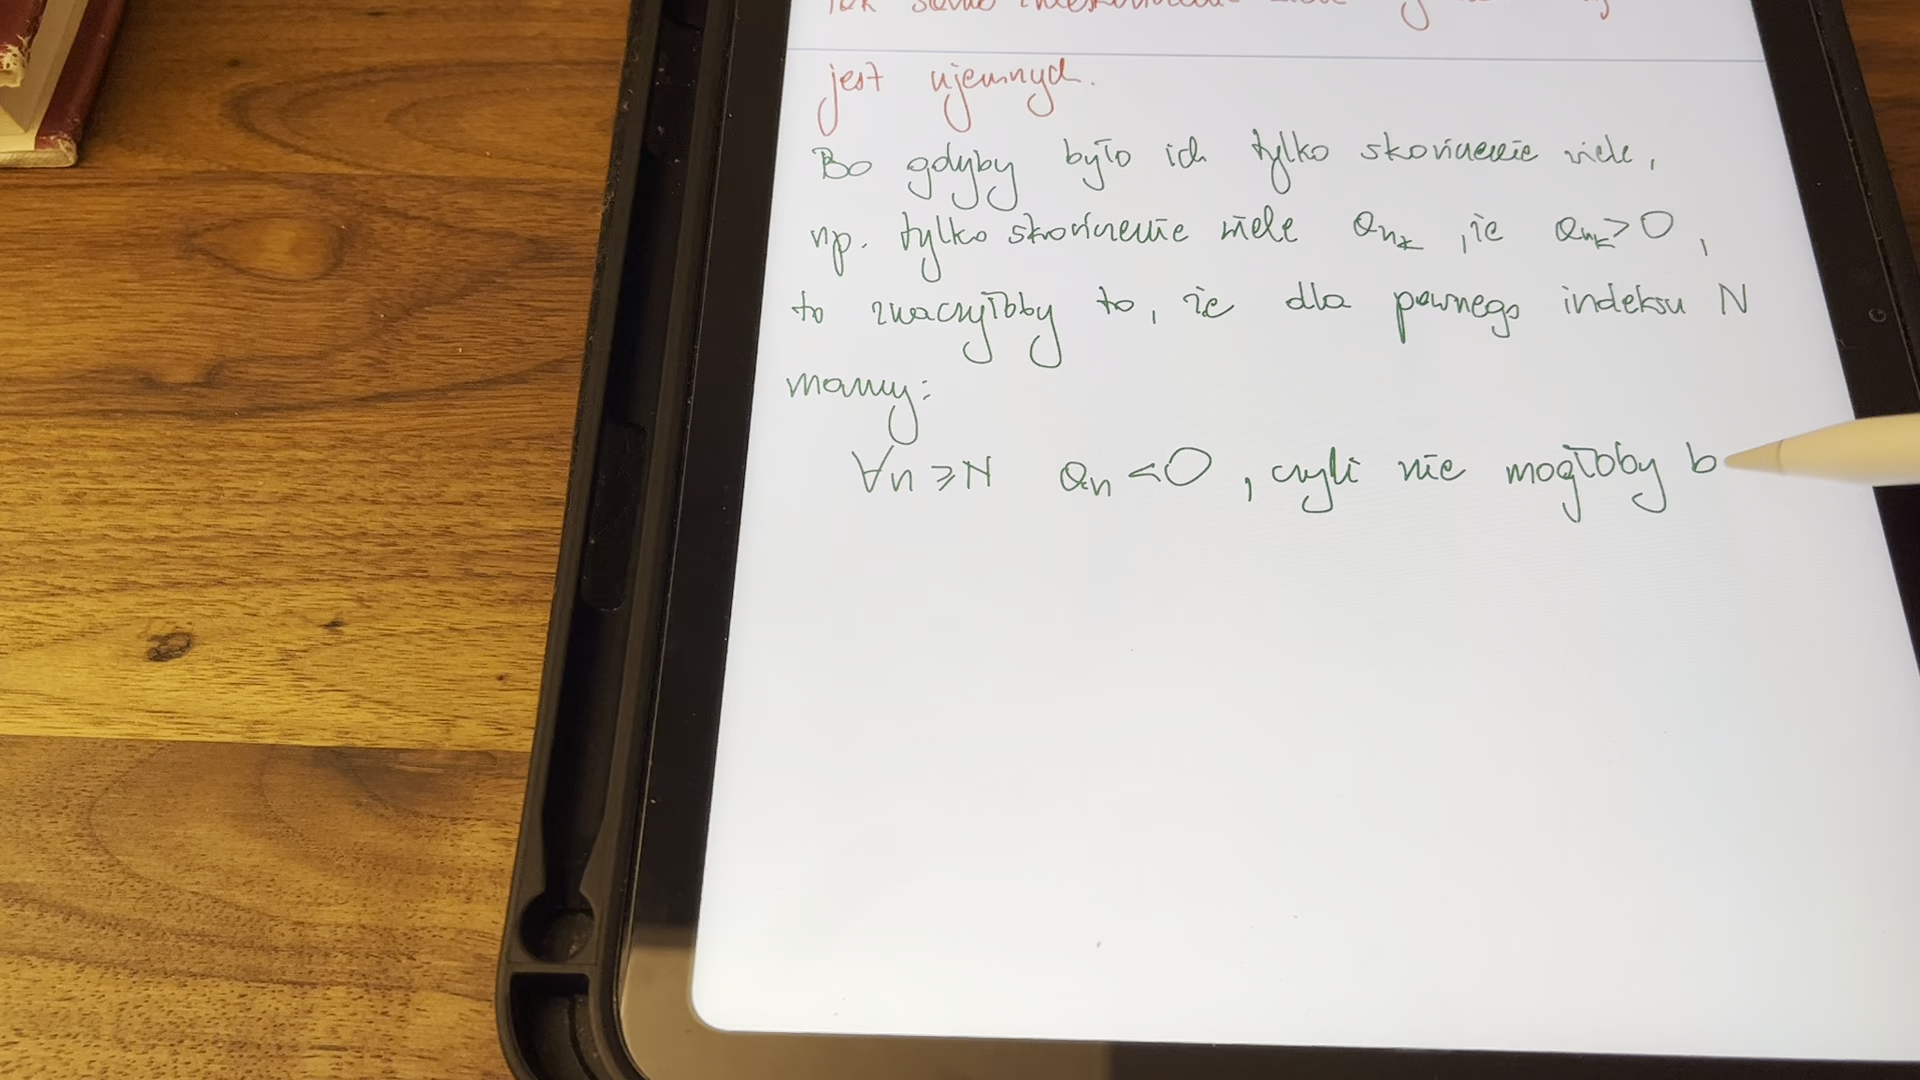 jest ujemnych.
Bo gdyby było ich tylko skończenie wiele,
np. tylko skończenie wiele aₙₖ, że aₙₖ>0,
to znaczyłoby to, że dla pewnego indeksu N
mamy:
∀n ⩾ N aₙ < 0, czyli nie mogłoby b